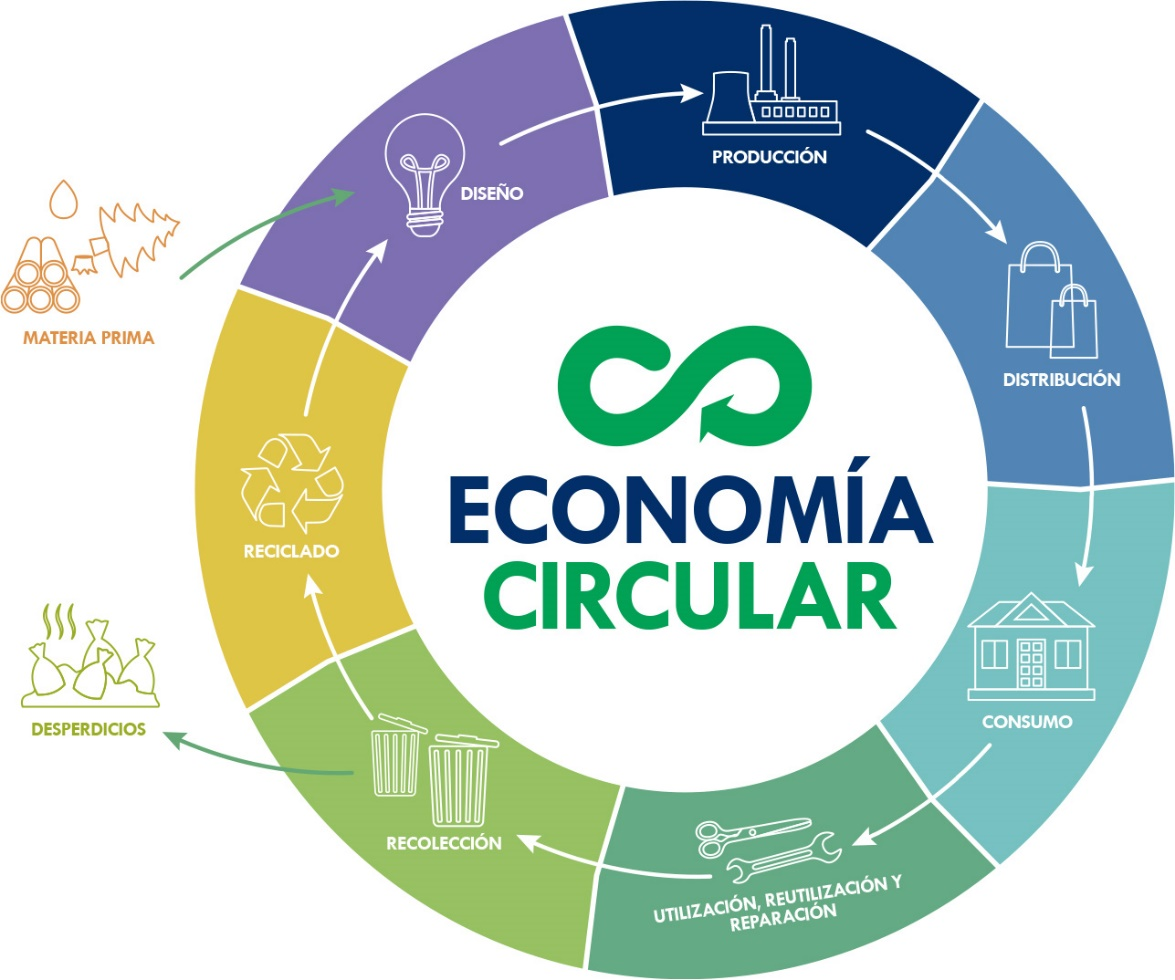 PRODUCCIÓN
DISEÑO
MATERIA PRIMA
DISTRIBUCIÓN
ECONOMÍA
CIRCULAR
RECICLADO
CONSUMO
DESPERDICIOS
RECOLECCIÓN
UTILIZACIÓN, REUTILIZACIÓN Y
REPARACIÓN